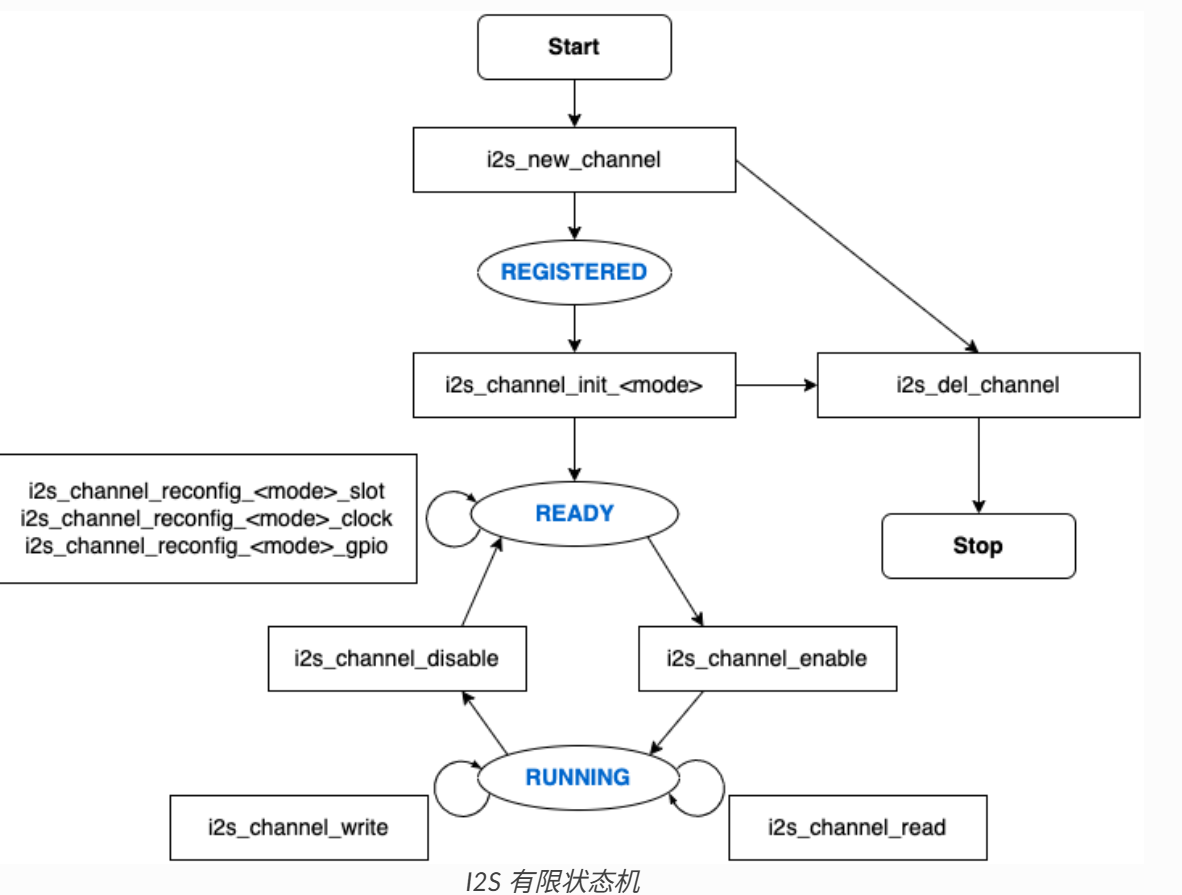 Start
i2s_new_channel
REGISTERED
i2s_channel_init_<mode>
i2s_del_channel
i2s_channel_reconfig_<mode>_slot
i2s_channel_reconfig_<mode>_clock
i2s_channel_reconfig_<mode>_gpio
READY
Stop
i2s_channel_disable
i2s_channel_enable
RUNNING
i2s_channel_write
i2s_channel_read
I2S 有限状态机